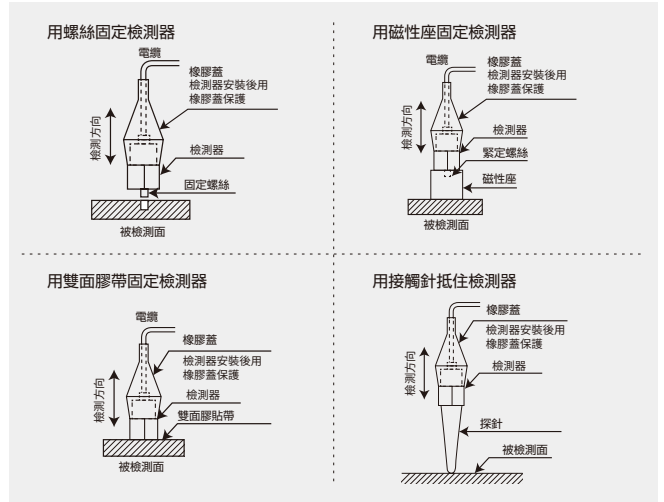 用螺絲固定檢測器
電纜
橡膠蓋
檢測器安裝後用
橡膠蓋保護
檢測方向
檢測器
固定螺絲
被檢測面
用磁性座固定檢測器
電纜
橡膠蓋
檢測器安裝後用
橡膠蓋保護
檢測方向
檢測器
緊定螺絲
磁性座
被檢測面
用雙面膠帶固定檢測器
電纜
橡膠蓋
檢測器安裝後用
橡膠蓋保護
檢測方向
檢測器
雙面膠貼帶
被檢測面
用接觸針抵住檢測器
橡膠蓋
檢測器安裝後用
橡膠蓋保護
檢測方向
檢測器
探針
被檢測面